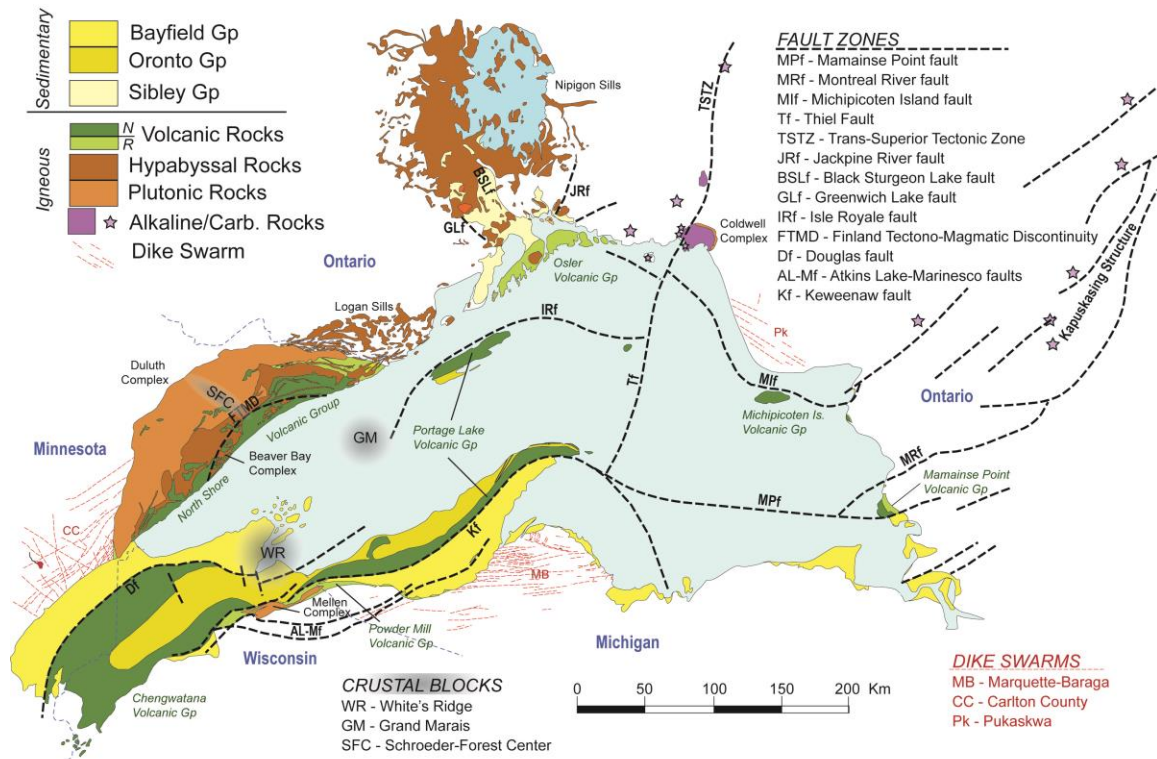 Sedimentary
Bayfield Gp
Oronto Gp
Sibley Gp
Igneous
N
R
Volcanic Rocks
Hypabyssal Rocks
Plutonic Rocks
Alkaline/Carb. Rocks
Dike Swarm
FAULT ZONES
MPf - Mamainse Point fault
MRf - Montreal River fault
MIf - Michipicoten Island fault
Tf - Thiel Fault
TSTZ - Trans-Superior Tectonic Zone
JRf - Jackpine River fault
BSLf - Black Sturgeon Lake fault
GLf - Greenwich Lake fault
IRf - Isle Royale fault
FTMD - Finland Tectono-Magmatic Discontinuity
Df - Douglas fault
AL-Mf - Atkins Lake-Marinesco faults
Kf - Keweenaw fault
Nipigon Sills
TSTZ
BSLf
JRf
GLf
Coldwell
Complex
Ontario
Osler
Volcanic Gp
Kapuskasing Structure
Logan Sills
IRf
Pk
Duluth
Complex
SFC
FTMD
Tf
MIf
Ontario
Michipicoten Is.
Volcanic Gp
Volcanic Group
GM
Portage Lake
Volcanic Gp
Minnesota
Beaver Bay
Complex
North Shore
MRf
Mamainse Point
Volcanic Gp
MPf
CC
WR
Kf
MB
Df
Mellen
Complex
AL-Mf
Powder Mill
Volcanic Gp
Wisconsin
Michigan
Chengwatana
Volcanic Gp
CRUSTAL BLOCKS
WR - White's Ridge
GM - Grand Marais
SFC - Schroeder-Forest Center
0 50 100 150 200 Km
DIKE SWARMS
MB - Marquette-Baraga
CC - Carlton County
Pk - Pukaskwa